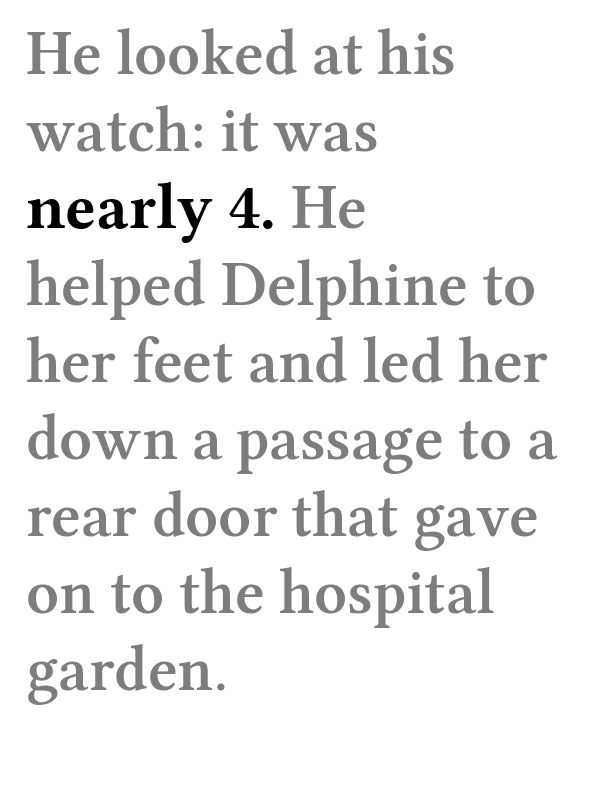 He looked at his
watch: it was
nearly 4. He
helped Delphine to
her feet and led her
down a passage to a
rear door that gave
on to the hospital
garden.